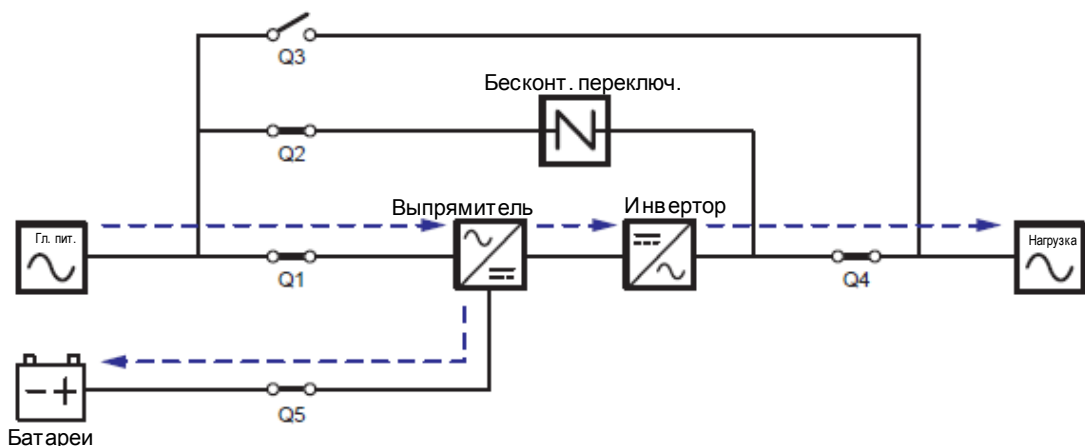 Q3
Бесконт. переключ.
Q2
Выпрямитель
Инвертор
Гл. пит.
Нагрузка
Q1
Q4
Q5
Батареи